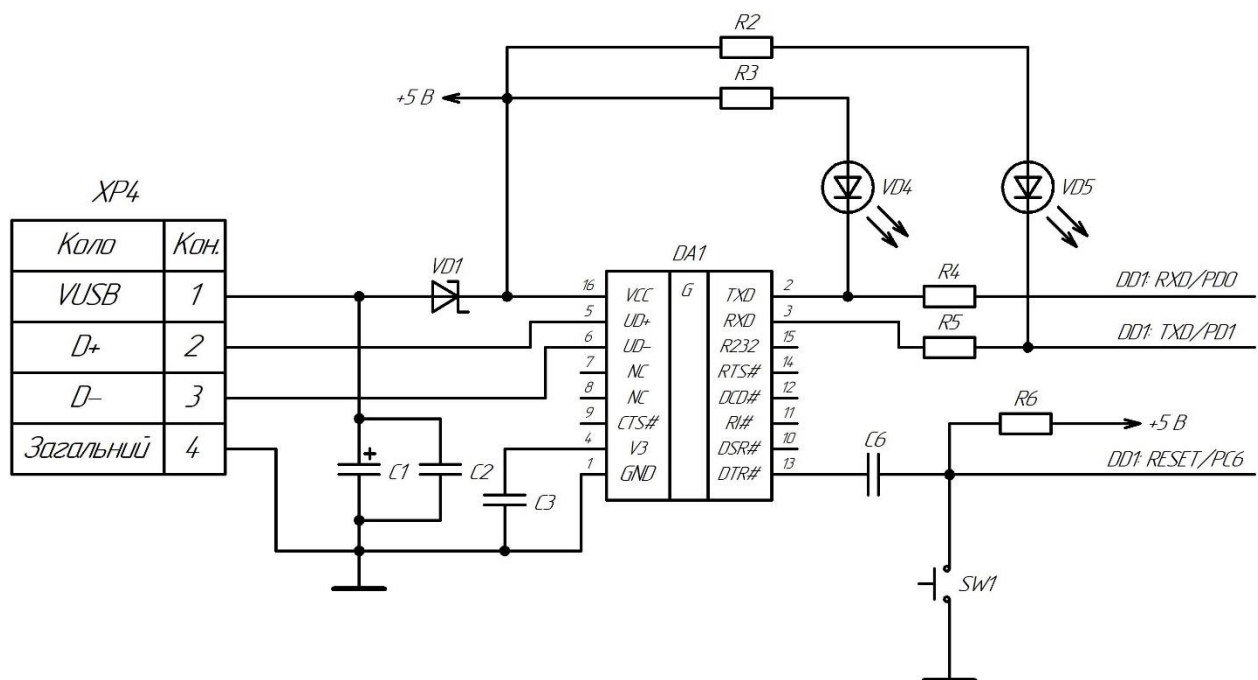 R2
R3
+5 В
VD4
VD5
XP4
Коло Кон.
VUSB 1
D+ 2
D– 3
Загальний 4
VD1
DA1
G
16 VCC
5 UD+
6 UD–
7 NC
8 NC
9 CTS#
4 V3
1 GND
TXD 2
RXD 3
R232 15
RTS# 14
DCD# 12
RI# 11
DSR# 10
DTR# 13
R4
DD1: RXD/PD0
R5
DD1: TXD/PD1
R6
+5 В
C6
DD1: RESET/PC6
+
C1
C2
C3
SW1